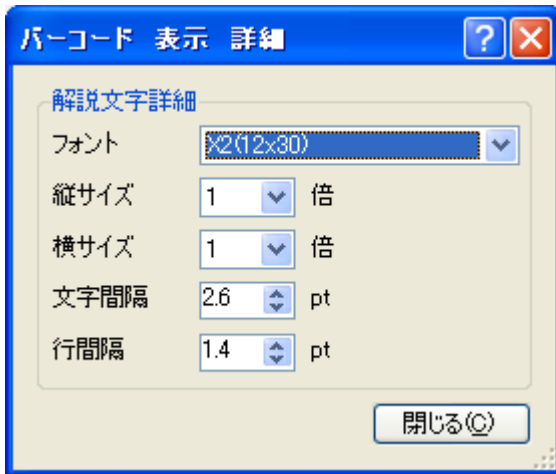 バーコード 表示 詳細
解説文字詳細
フォント X2(12x30)
縦サイズ 1 倍
横サイズ 1 倍
文字間隔 2.6 pt
行間隔 1.4 pt
閉じる(C)